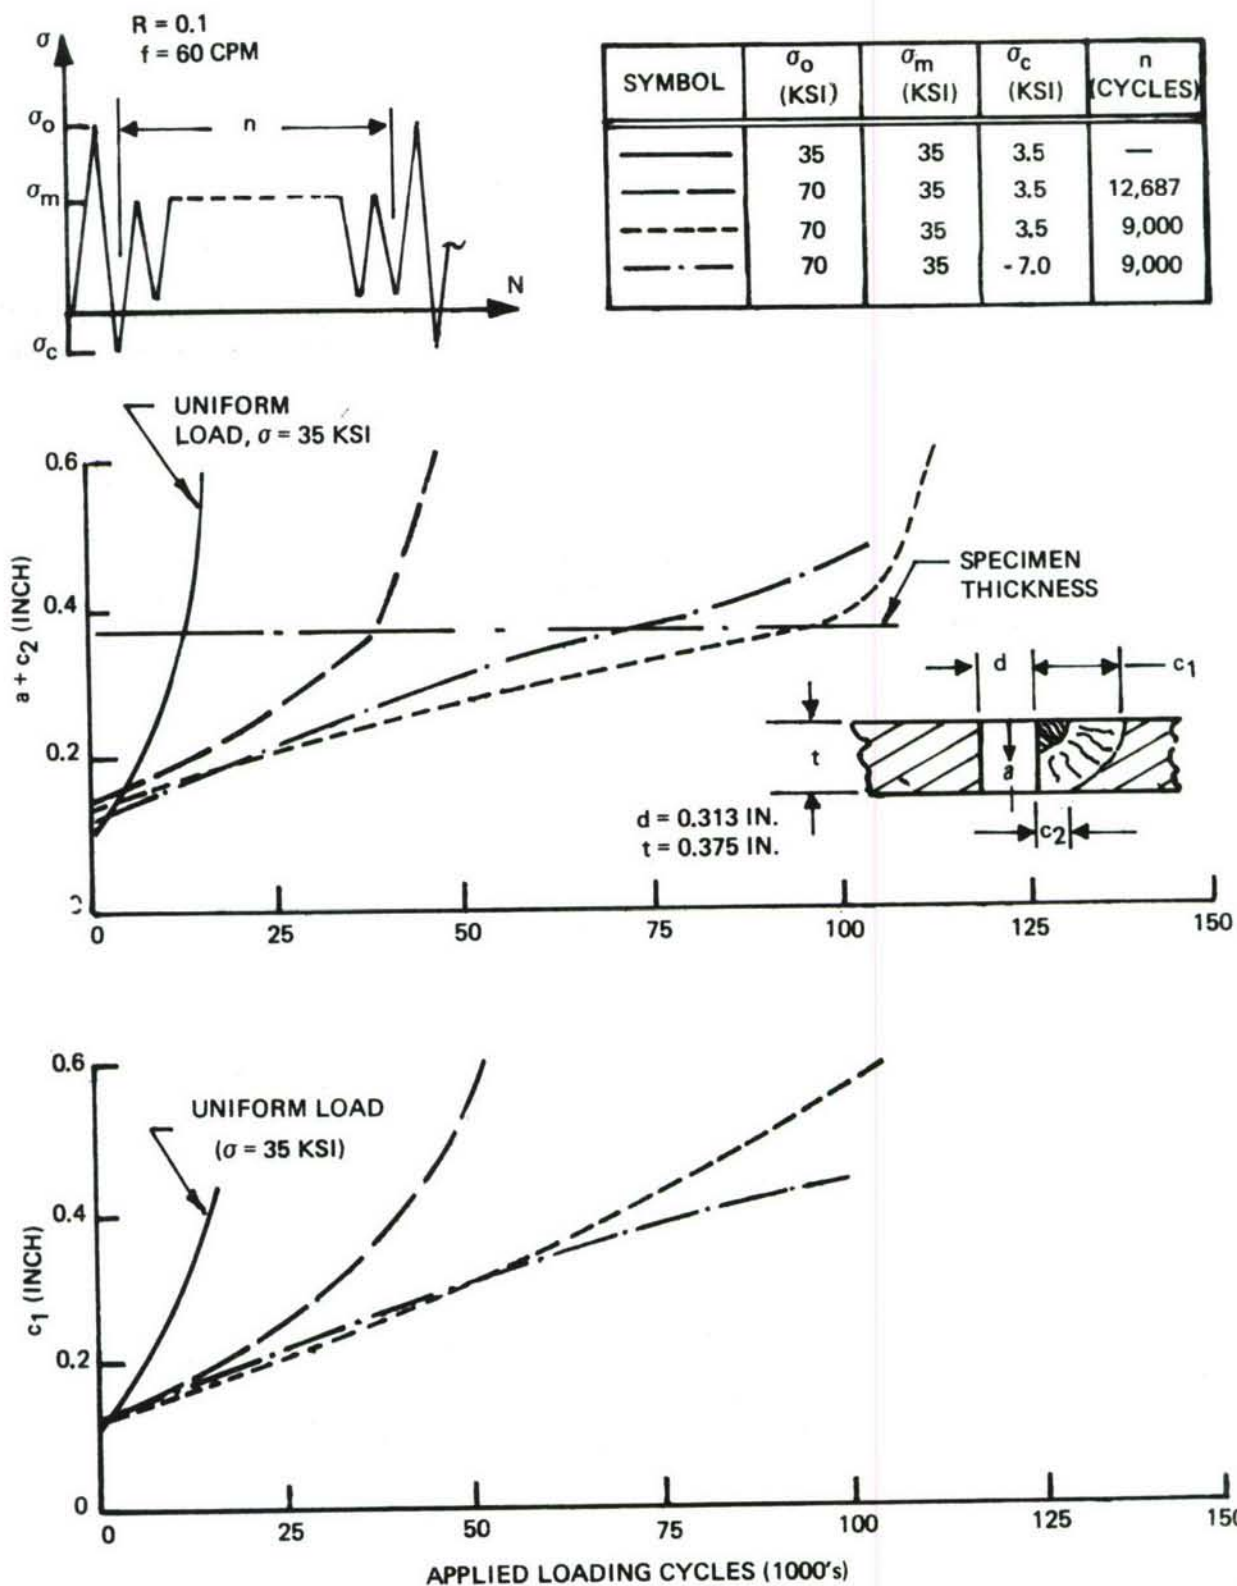 R = 0.1
f = 60 CPM
σ
σo
n
σm
N
σc
SYMBOL σo (KSI) σm (KSI) σc (KSI) n (CYCLES)
35 35 3.5 —
70 35 3.5 12,687
70 35 3.5 9,000
70 35 -7.0 9,000
UNIFORM
LOAD, σ = 35 KSI
0.6
0.4
0.2
a + c2 (INCH)
SPECIMEN
THICKNESS
d
c1
t
a
c2
d = 0.313 IN.
t = 0.375 IN.
0 25 50 75 100 125 150
0.6
UNIFORM LOAD
(σ = 35 KSI)
0.4
0.2
0
c1 (INCH)
0 25 50 75 100 125
APPLIED LOADING CYCLES (1000's)